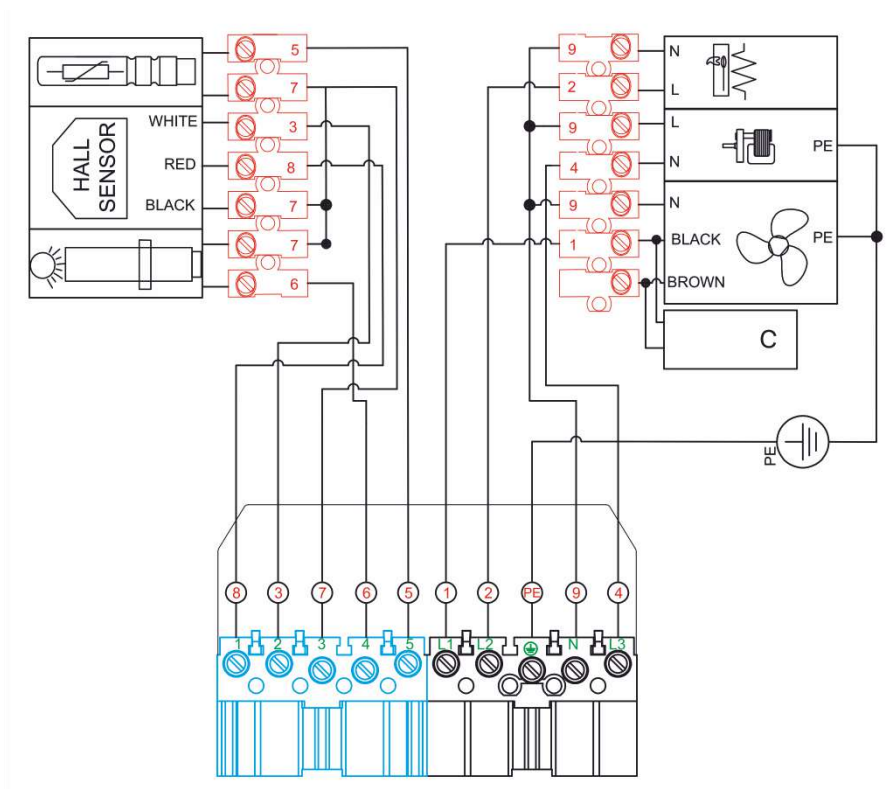 5
7
WHITE
3
HALL
SENSOR
RED
8
BLACK
7
7
6
9
N
2
L
9
L
4
N
PE
9
N
1
BLACK
PE
BROWN
C
PE
8 3 7 6 5 1 2 PE 9 4
1 2 3 4 5 L1 L2 N L3